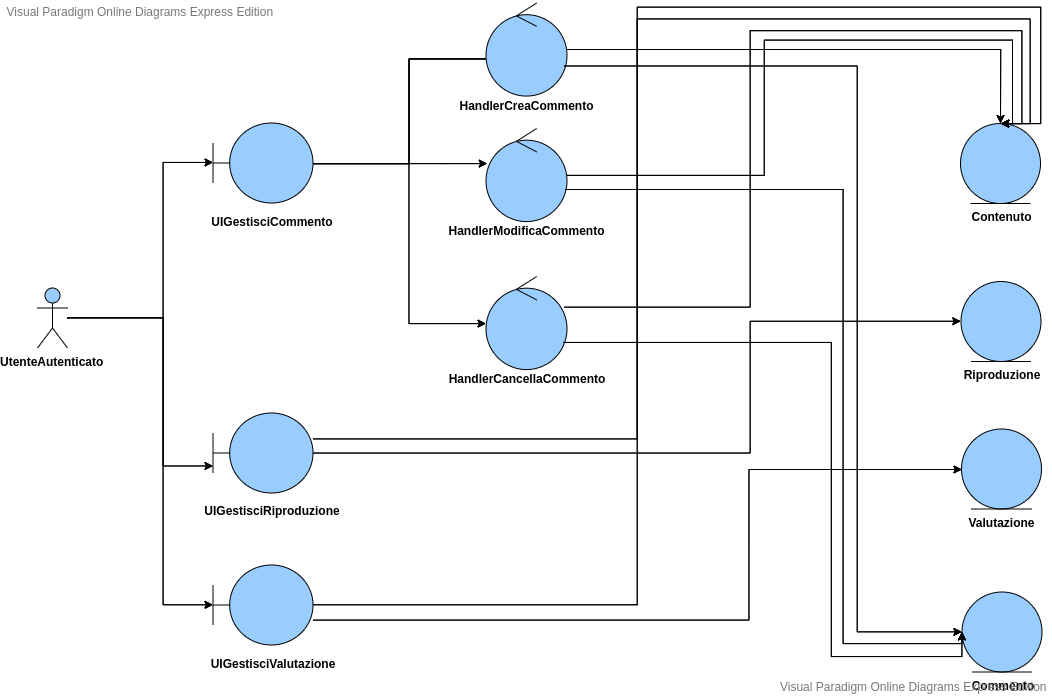 Visual Paradigm Online Diagrams Express Edition
HandlerCreaCommento
UIGestisciCommento
HandlerModificaCommento
Contenuto
UtenteAutenticato
HandlerCancellaCommento
Riproduzione
UIGestisciRiproduzione
Valutazione
UIGestisciValutazione
Commento
Visual Paradigm Online Diagrams Express Edition